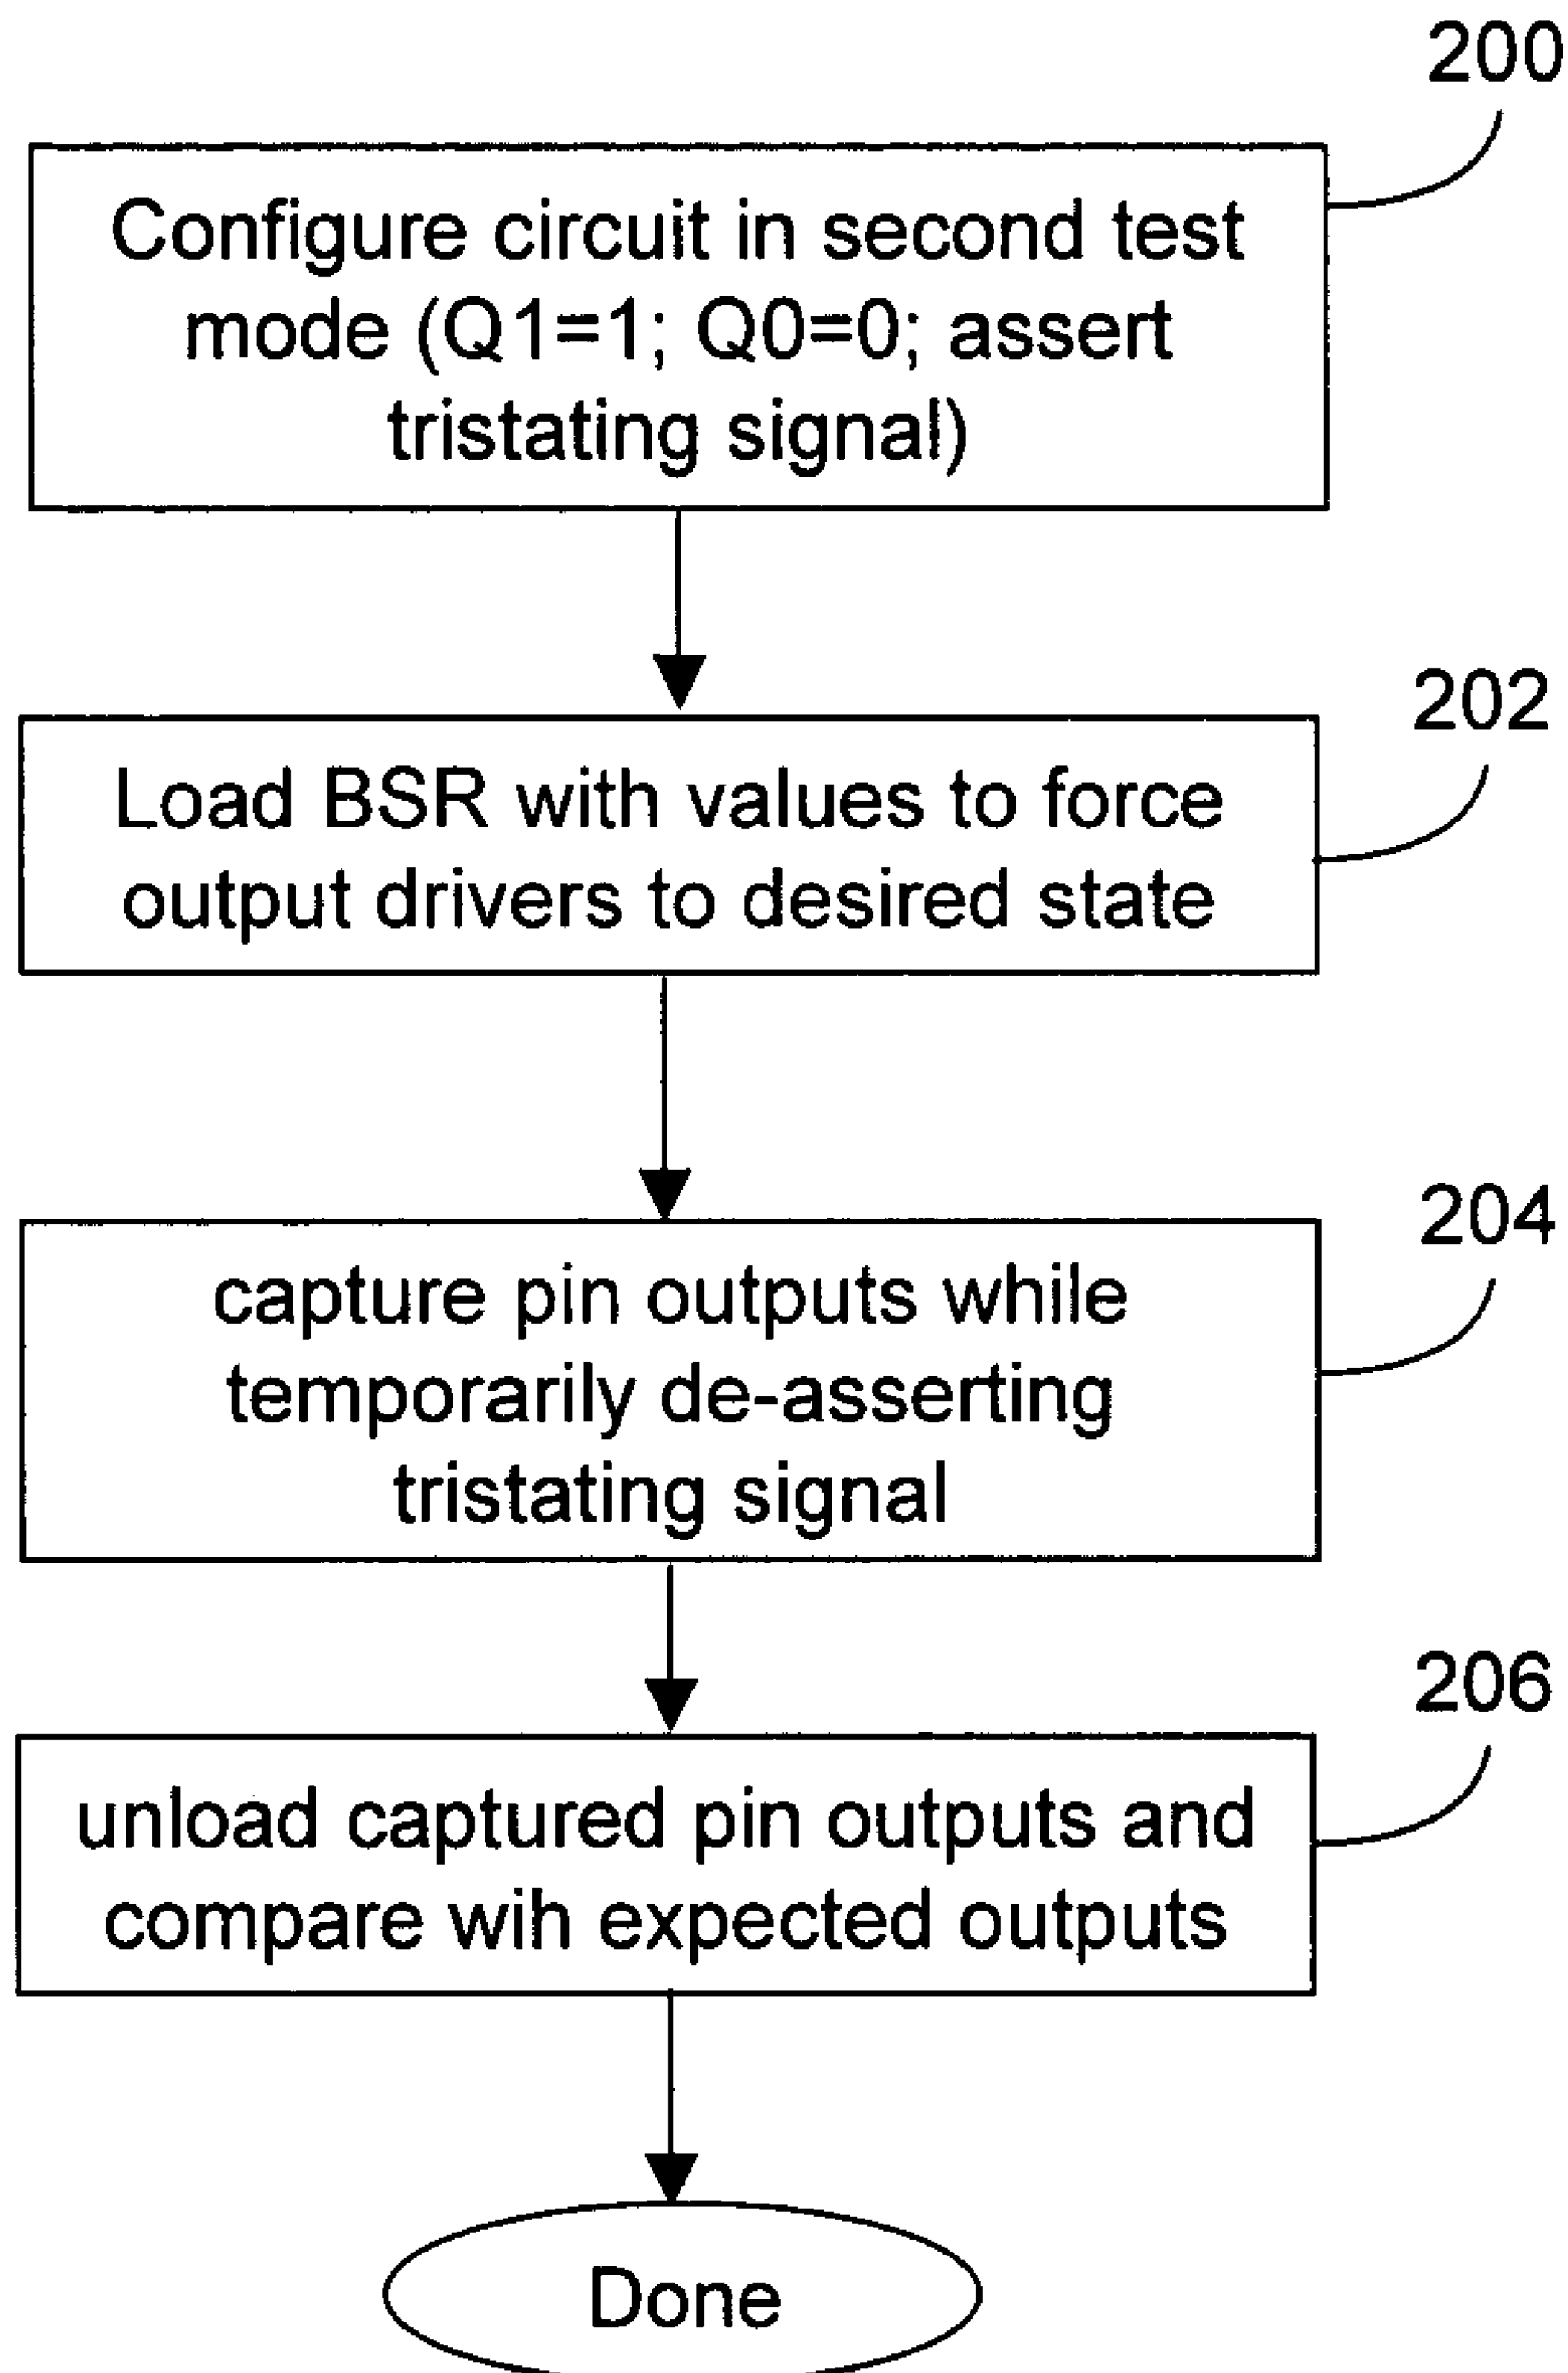 200
Configure circuit in second test
mode (Q1=1; Q0=0; assert
tristating signal)
202
Load BSR with values to force
output drivers to desired state
204
capture pin outputs while
temporarily de-asserting
tristating signal
206
unload captured pin outputs and
compare wih expected outputs
Done